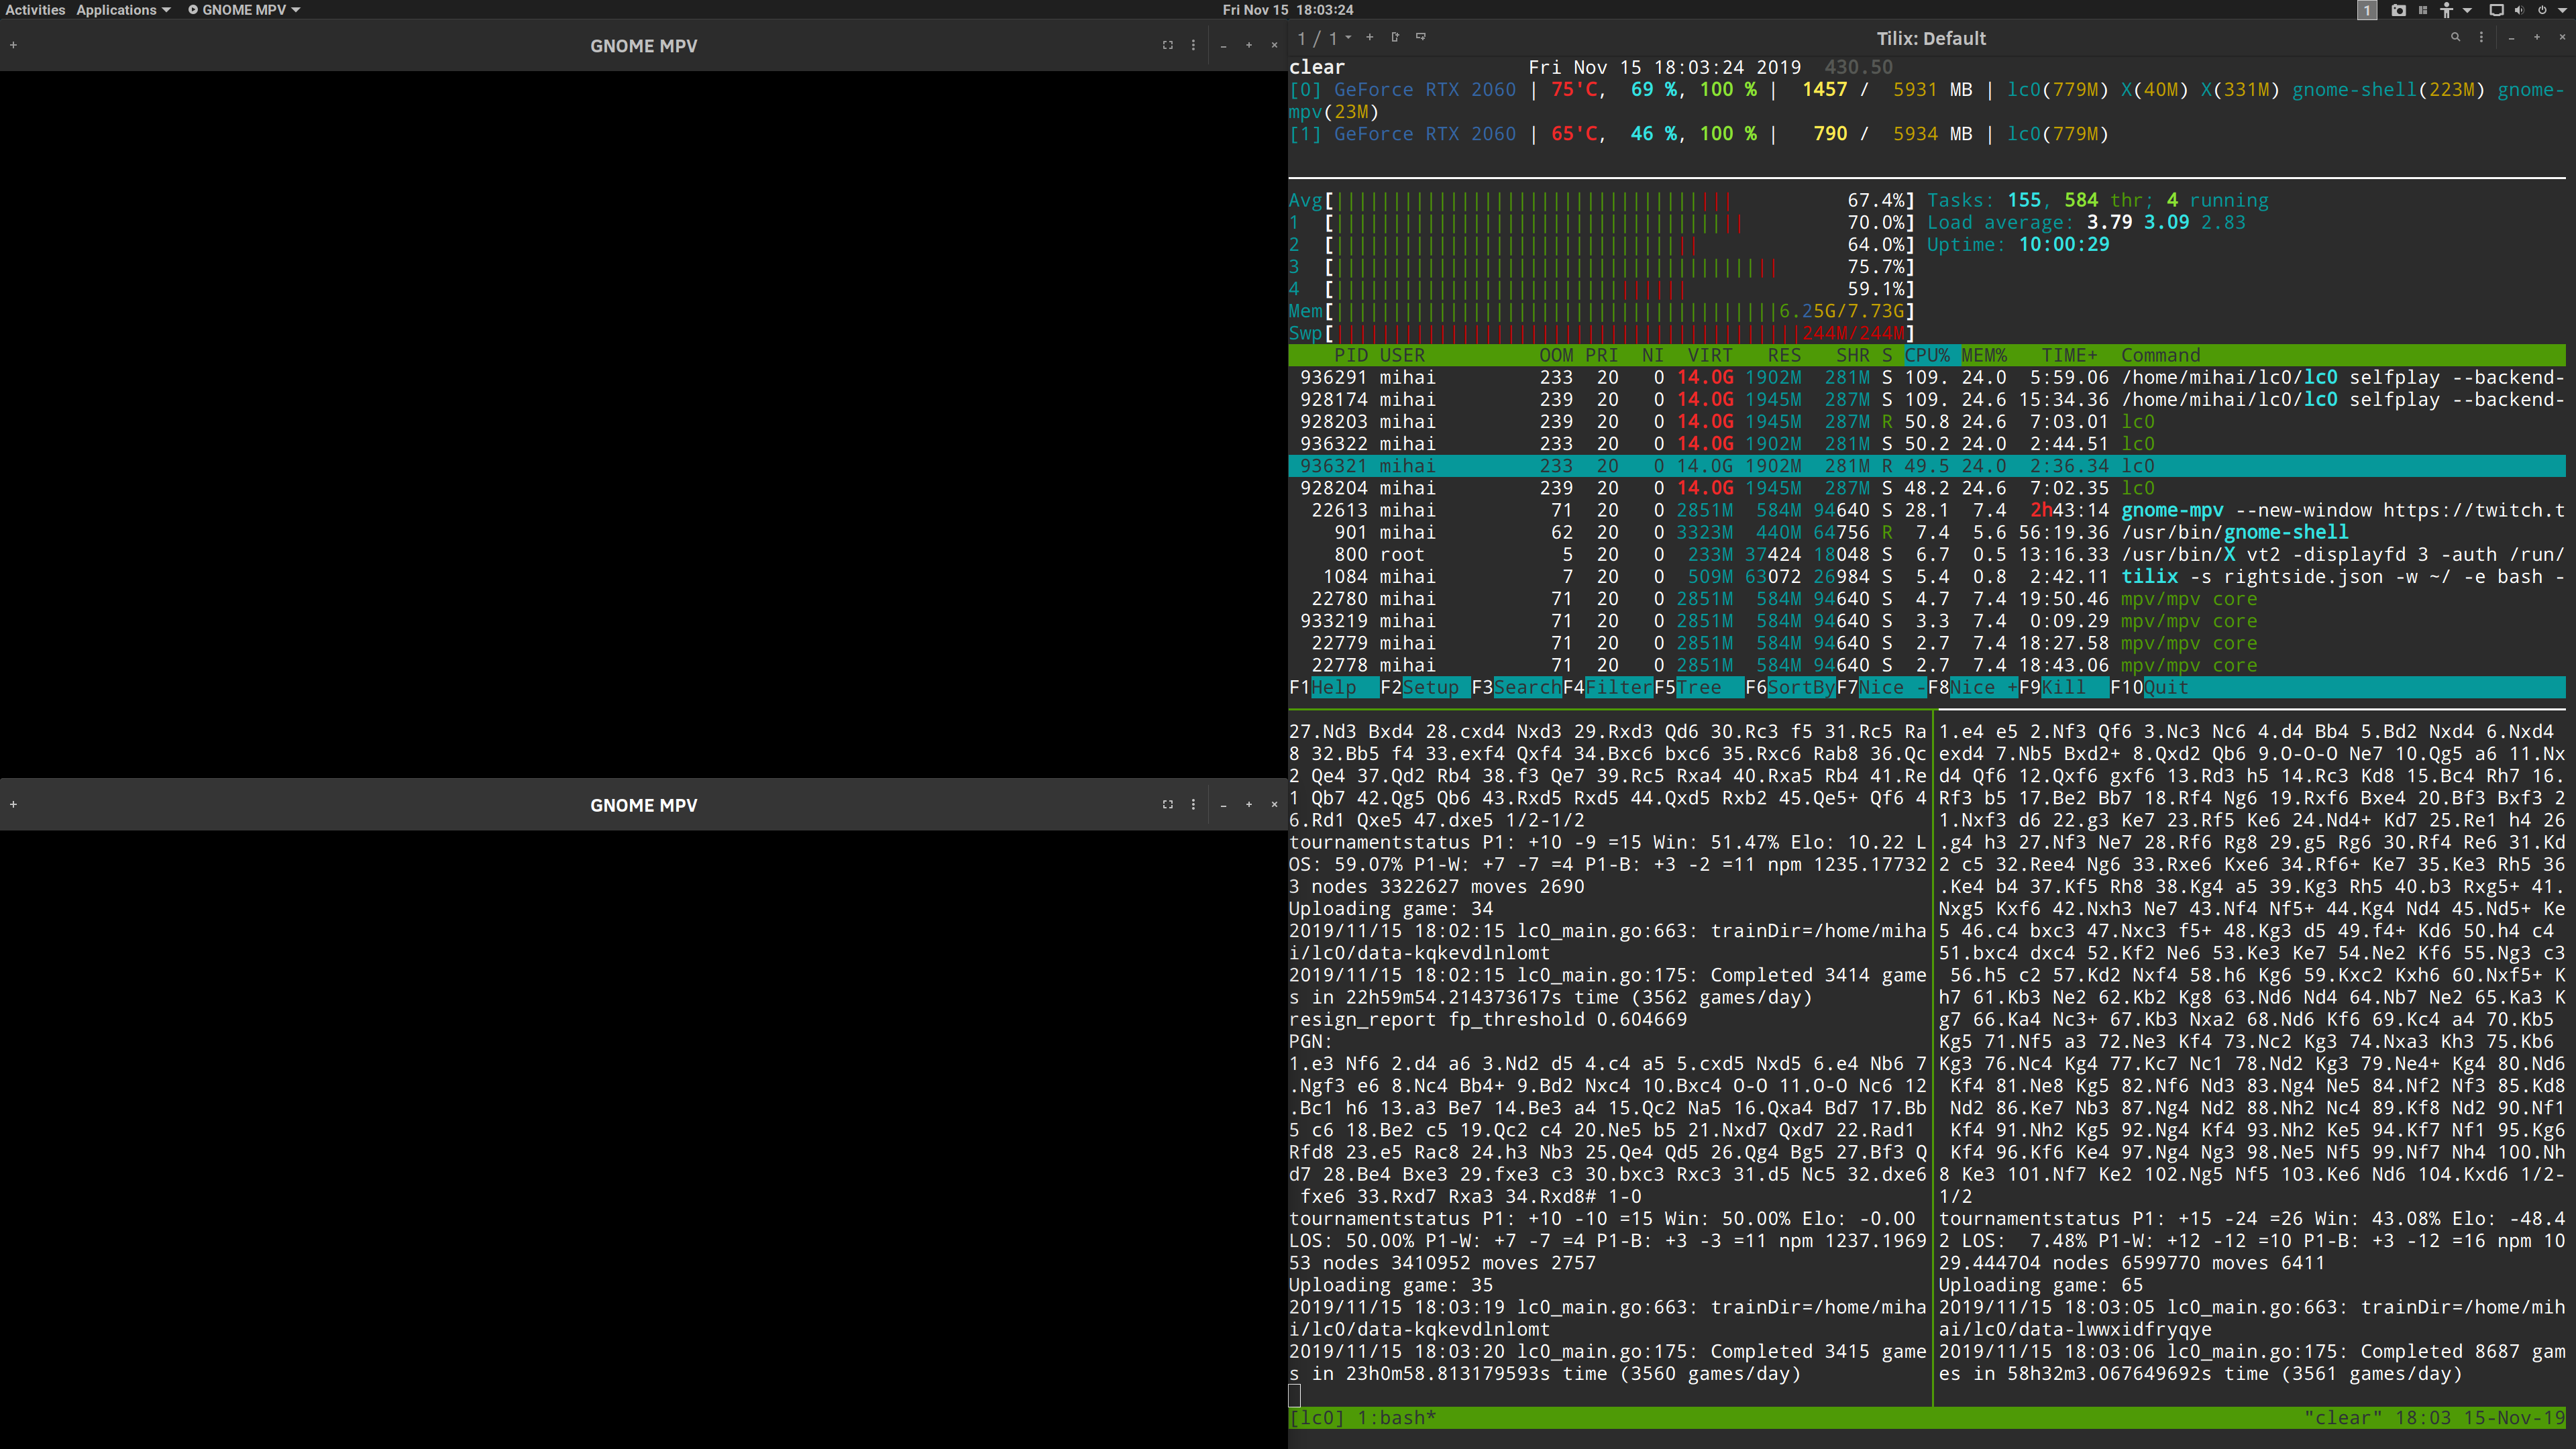 Activities Applications GNOME MPV Fri Nov 15 18:03:24 1
GNOME MPV
GNOME MPV
1 / 1 Tilix: Default
clear Fri Nov 15 18:03:24 2019 430.50
[0] GeForce RTX 2060 | 75'C, 69 %, 100 % | 1457 / 5931 MB | lc0(779M) X(40M) X(331M) gnome-shell(223M) gnome-
mpv(23M)
[1] GeForce RTX 2060 | 65'C, 46 %, 100 % | 790 / 5934 MB | lc0(779M)
Avg[ 67.4%] Tasks: 155, 584 thr; 4 running
1 [ 70.0%] Load average: 3.79 3.09 2.83
2 [ 64.0%] Uptime: 10:00:29
3 [ 75.7%]
4 [ 59.1%]
Mem[ 6.25G/7.73G]
Swp[ 244M/244M]
PID USER OOM PRI NI VIRT RES SHR S CPU% MEM% TIME+ Command
936291 mihai 233 20 0 14.0G 1902M 281M S 109. 24.0 5:59.06 /home/mihai/lc0/lc0 selfplay --backend-
928174 mihai 239 20 0 14.0G 1945M 287M S 109. 24.6 15:34.36 /home/mihai/lc0/lc0 selfplay --backend-
928203 mihai 239 20 0 14.0G 1945M 287M R 50.8 24.6 7:03.01 lc0
936322 mihai 233 20 0 14.0G 1902M 281M S 50.2 24.0 2:44.51 lc0
936321 mihai 233 20 0 14.0G 1902M 281M R 49.5 24.0 2:36.34 lc0
928204 mihai 239 20 0 14.0G 1945M 287M S 48.2 24.6 7:02.35 lc0
22613 mihai 71 20 0 2851M 584M 94640 S 28.1 7.4 2h43:14 gnome-mpv --new-window https://twitch.t
901 mihai 62 20 0 3323M 440M 64756 R 7.4 5.6 56:19.36 /usr/bin/gnome-shell
800 root 5 20 0 233M 37424 18048 S 6.7 0.5 13:16.33 /usr/bin/X vt2 -displayfd 3 -auth /run/
1084 mihai 7 20 0 509M 63072 26984 S 5.4 0.8 2:42.11 tilix -s rightside.json -w ~/ -e bash -
22780 mihai 71 20 0 2851M 584M 94640 S 4.7 7.4 19:50.46 mpv/mpv core
933219 mihai 71 20 0 2851M 584M 94640 S 3.3 7.4 0:09.29 mpv/mpv core
22779 mihai 71 20 0 2851M 584M 94640 S 2.7 7.4 18:27.58 mpv/mpv core
22778 mihai 71 20 0 2851M 584M 94640 S 2.7 7.4 18:43.06 mpv/mpv core
F1Help F2Setup F3SearchF4FilterF5Tree F6SortByF7Nice -F8Nice +F9Kill F10Quit
27.Nd3 Bxd4 28.cxd4 Nxd3 29.Rxd3 Qd6 30.Rc3 f5 31.Rc5 Ra
8 32.Bb5 f4 33.exf4 Qxf4 34.Bxc6 bxc6 35.Rxc6 Rab8 36.Qc
2 Qe4 37.Qd2 Rb4 38.f3 Qe7 39.Rc5 Rxa4 40.Rxa5 Rb4 41.Re
1 Qb7 42.Qg5 Qb6 43.Rxd5 Rxd5 44.Qxd5 Rxb2 45.Qe5+ Qf6 4
6.Rd1 Qxe5 47.dxe5 1/2-1/2
tournamentstatus P1: +10 -9 =15 Win: 51.47% Elo: 10.22 L
OS: 59.07% P1-W: +7 -7 =4 P1-B: +3 -2 =11 npm 1235.17732
3 nodes 3322627 moves 2690
Uploading game: 34
2019/11/15 18:02:15 lc0_main.go:663: trainDir=/home/miha
i/lc0/data-kqkevdlnlomt
2019/11/15 18:02:15 lc0_main.go:175: Completed 3414 game
s in 22h59m54.214373617s time (3562 games/day)
resign_report fp_threshold 0.604669
PGN:
1.e3 Nf6 2.d4 a6 3.Nd2 d5 4.c4 a5 5.cxd5 Nxd5 6.e4 Nb6 7
.Ngf3 e6 8.Nc4 Bb4+ 9.Bd2 Nxc4 10.Bxc4 O-O 11.O-O Nc6 12
.Bc1 h6 13.a3 Be7 14.Be3 a4 15.Qc2 Na5 16.Qxa4 Bd7 17.Bb
5 c6 18.Be2 c5 19.Qc2 c4 20.Ne5 b5 21.Nxd7 Qxd7 22.Rad1
Rfd8 23.e5 Rac8 24.h3 Nb3 25.Qe4 Qd5 26.Qg4 Bg5 27.Bf3 Q
d7 28.Be4 Bxe3 29.fxe3 c3 30.bxc3 Rxc3 31.d5 Nc5 32.dxe6
fxe6 33.Rxd7 Rxa3 34.Rxd8# 1-0
tournamentstatus P1: +10 -10 =15 Win: 50.00% Elo: -0.00
LOS: 50.00% P1-W: +7 -7 =4 P1-B: +3 -3 =11 npm 1237.1969
53 nodes 3410952 moves 2757
Uploading game: 35
2019/11/15 18:03:19 lc0_main.go:663: trainDir=/home/miha
i/lc0/data-kqkevdlnlomt
2019/11/15 18:03:20 lc0_main.go:175: Completed 3415 game
s in 23h0m58.813179593s time (3560 games/day)
1.e4 e5 2.Nf3 Qf6 3.Nc3 Nc6 4.d4 Bb4 5.Bd2 Nxd4 6.Nxd4
exd4 7.Nb5 Bxd2+ 8.Qxd2 Qb6 9.O-O-O Ne7 10.Qg5 a6 11.Nx
d4 Qf6 12.Qxf6 gxf6 13.Rd3 h5 14.Rc3 Kd8 15.Bc4 Rh7 16.
Rf3 b5 17.Be2 Bb7 18.Rf4 Ng6 19.Rxf6 Bxe4 20.Bf3 Bxf3 2
1.Nxf3 d6 22.g3 Ke7 23.Rf5 Ke6 24.Nd4+ Kd7 25.Re1 h4 26
.g4 h3 27.Nf3 Ne7 28.Rf6 Rg8 29.g5 Rg6 30.Rf4 Re6 31.Kd
2 c5 32.Ree4 Ng6 33.Rxe6 Kxe6 34.Rf6+ Ke7 35.Ke3 Rh5 36
.Ke4 b4 37.Kf5 Rh8 38.Kg4 a5 39.Kg3 Rh5 40.b3 Rxg5+ 41.
Nxg5 Kxf6 42.Nxh3 Ne7 43.Nf4 Nf5+ 44.Kg4 Nd4 45.Nd5+ Ke
5 46.c4 bxc3 47.Nxc3 f5+ 48.Kg3 d5 49.f4+ Kd6 50.h4 c4
51.bxc4 dxc4 52.Kf2 Ne6 53.Ke3 Ke7 54.Ne2 Kf6 55.Ng3 c3
56.h5 c2 57.Kd2 Nxf4 58.h6 Kg6 59.Kxc2 Kxh6 60.Nxf5+ K
h7 61.Kb3 Ne2 62.Kb2 Kg8 63.Nd6 Nd4 64.Nb7 Ne2 65.Ka3 K
g7 66.Ka4 Nc3+ 67.Kb3 Nxa2 68.Nd6 Kf6 69.Kc4 a4 70.Kb5
Kg5 71.Nf5 a3 72.Ne3 Kf4 73.Nc2 Kg3 74.Nxa3 Kh3 75.Kb6
Kg3 76.Nc4 Kg4 77.Kc7 Nc1 78.Nd2 Kg3 79.Ne4+ Kg4 80.Nd6
Kf4 81.Ne8 Kg5 82.Nf6 Nd3 83.Ng4 Ne5 84.Nf2 Nf3 85.Kd8
Nd2 86.Ke7 Nb3 87.Ng4 Nd2 88.Nh2 Nc4 89.Kf8 Nd2 90.Nf1
Kf4 91.Nh2 Kg5 92.Ng4 Kf4 93.Nh2 Ke5 94.Kf7 Nf1 95.Kg6
Kf4 96.Kf6 Ke4 97.Ng4 Ng3 98.Ne5 Nf5 99.Nf7 Nh4 100.Nh
8 Ke3 101.Nf7 Ke2 102.Ng5 Nf5 103.Ke6 Nd6 104.Kxd6 1/2-
1/2
tournamentstatus P1: +15 -24 =26 Win: 43.08% Elo: -48.4
2 LOS: 7.48% P1-W: +12 -12 =10 P1-B: +3 -12 =16 npm 10
29.444704 nodes 6599770 moves 6411
Uploading game: 65
2019/11/15 18:03:05 lc0_main.go:663: trainDir=/home/mih
ai/lc0/data-lwwxidfryqye
2019/11/15 18:03:06 lc0_main.go:175: Completed 8687 gam
es in 58h32m3.067649692s time (3561 games/day)
[lc0] 1:bash* "clear" 18:03 15-Nov-19